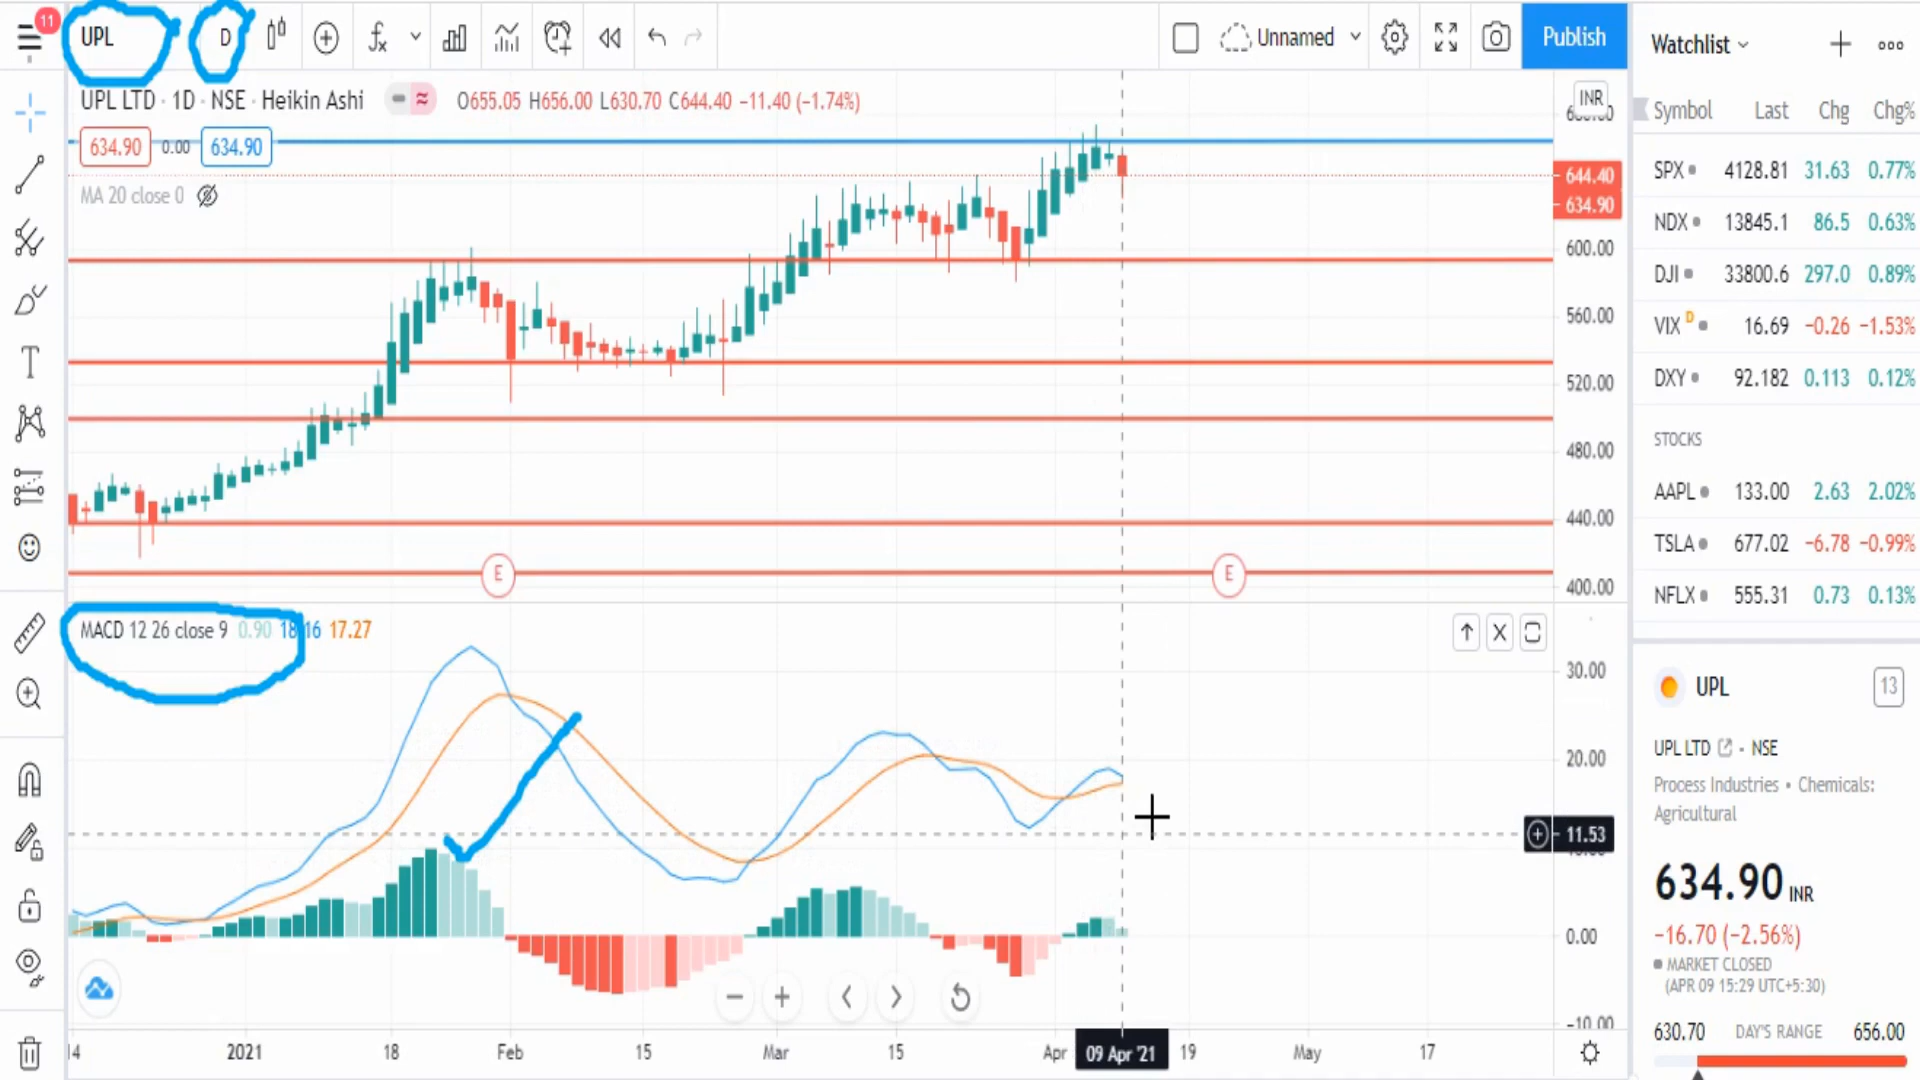 11
UPL
D
Unnamed
Publish
UPL LTD · 1D · NSE · Heikin Ashi
O655.05 H656.00 L630.70 C644.40 −11.40 (−1.74%)
INR
634.90 0.00 634.90
MA 20 close 0
644.40
634.90
600.00
560.00
520.00
480.00
440.00
400.00
E
E
MACD 12 26 close 9 0.90 18.16 17.27
30.00
20.00
11.53
0.00
−10.00
14
2021
18
Feb
15
Mar
15
Apr
09 Apr '21
19
May
17
Watchlist
Symbol Last Chg Chg%
SPX 4128.81 31.63 0.77%
NDX 13845.1 86.5 0.63%
DJI 33800.6 297.0 0.89%
VIX D 16.69 −0.26 −1.53%
DXY 92.182 0.113 0.12%
STOCKS
AAPL 133.00 2.63 2.02%
TSLA 677.02 −6.78 −0.99%
NFLX 555.31 0.73 0.13%
UPL
13
UPL LTD · NSE
Process Industries • Chemicals:
Agricultural
634.90 INR
−16.70 (−2.56%)
MARKET CLOSED
(APR 09 15:29 UTC+5:30)
630.70 DAY'S RANGE 656.00